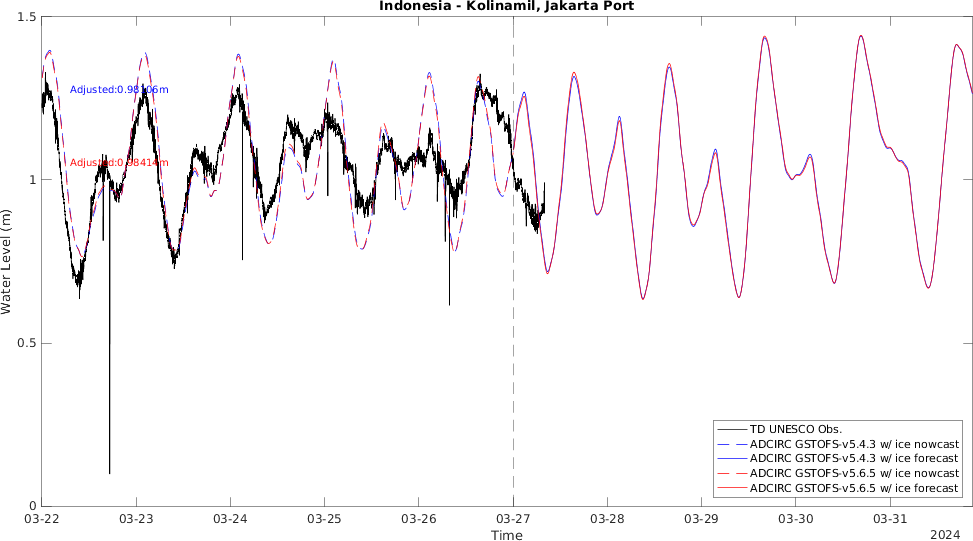 Indonesia - Kolinamil, Jakarta Port
1.5
1
0.5
0
Water Level (m)
Adjusted:0.98106m
Adjusted:0.98414m
TD UNESCO Obs.
ADCIRC GSTOFS-v5.4.3 w/ ice nowcast
ADCIRC GSTOFS-v5.4.3 w/ ice forecast
ADCIRC GSTOFS-v5.6.5 w/ ice nowcast
ADCIRC GSTOFS-v5.6.5 w/ ice forecast
03-22 03-23 03-24 03-25 03-26 03-27 03-28 03-29 03-30 03-31
Time
2024